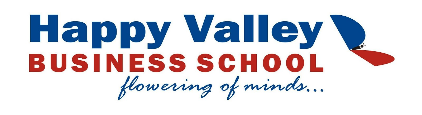 Happy Valley
BUSINESS SCHOOL
flowering of minds...